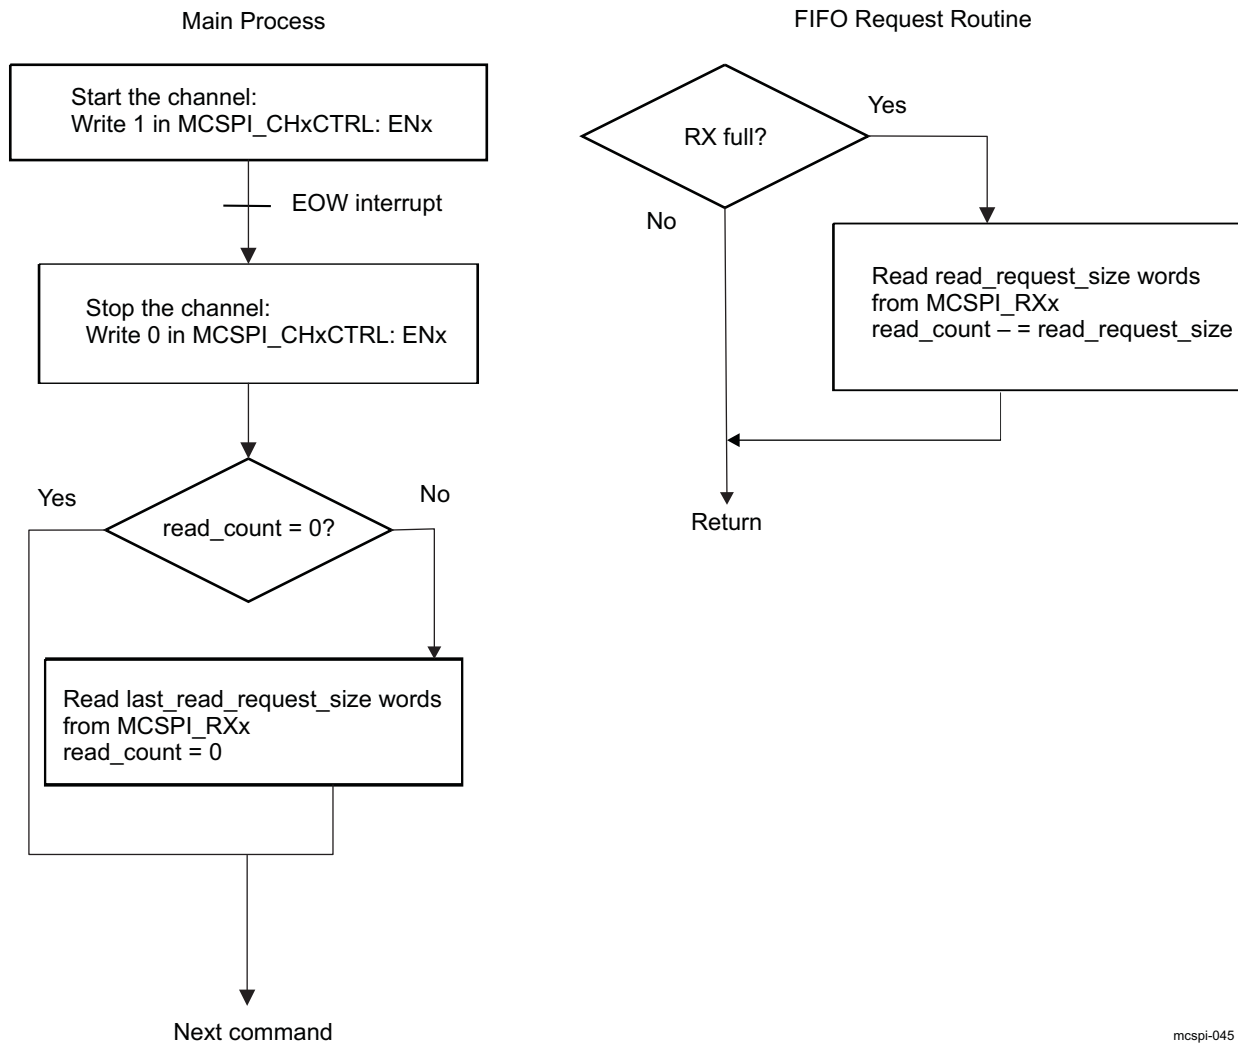 Main Process
Start the channel:
Write 1 in MCSPI_CHxCTRL: ENx
EOW interrupt
Stop the channel:
Write 0 in MCSPI_CHxCTRL: ENx
Yes
No
read_count = 0?
Read last_read_request_size words
from MCSPI_RXx
read_count = 0
Next command
FIFO Request Routine
RX full?
Yes
No
Read read_request_size words
from MCSPI_RXx
read_count – = read_request_size
Return
mcspi-045